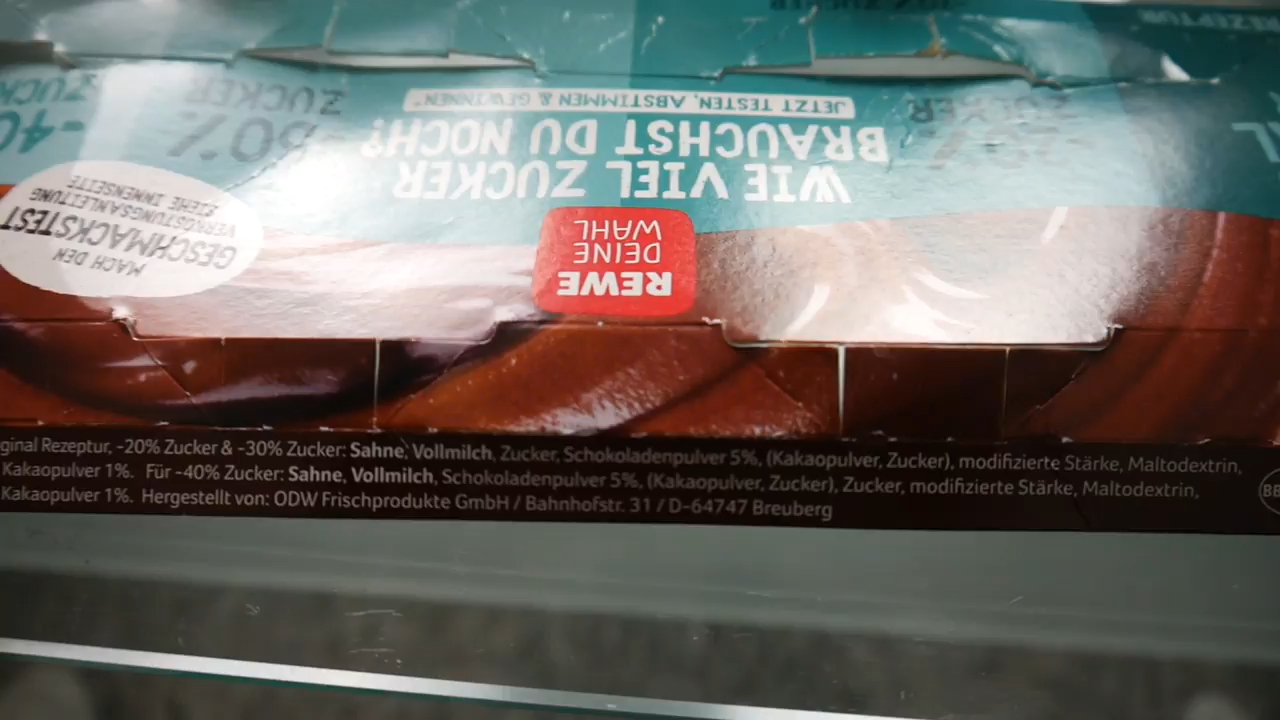 WIE VIEL ZUCKER
BRAUCHST DU NOCH?
JETZT TESTEN, ABSTIMMEN & GEWINNEN*
REWE
DEINE
WAHL
MACH DEN
GESCHMACKSTEST
VERKOSTUNGSANLEITUNG
SIEHE INNENSEITE
ZUCKER
ZUCKER
-40
ZUCK
REZEPTUR
ginal Rezeptur, -20% Zucker & -30% Zucker: Sahne, Vollmilch, Zucker, Schokoladenpulver 5%, (Kakaopulver, Zucker), modifizierte Stärke, Maltodextrin,
Kakaopulver 1%. Für -40% Zucker: Sahne, Vollmilch, Schokoladenpulver 5%, (Kakaopulver, Zucker), Zucker, modifizierte Stärke, Maltodextrin,
Kakaopulver 1%. Hergestellt von: ODW Frischprodukte GmbH / Bahnhofstr. 31 / D-64747 Breuberg